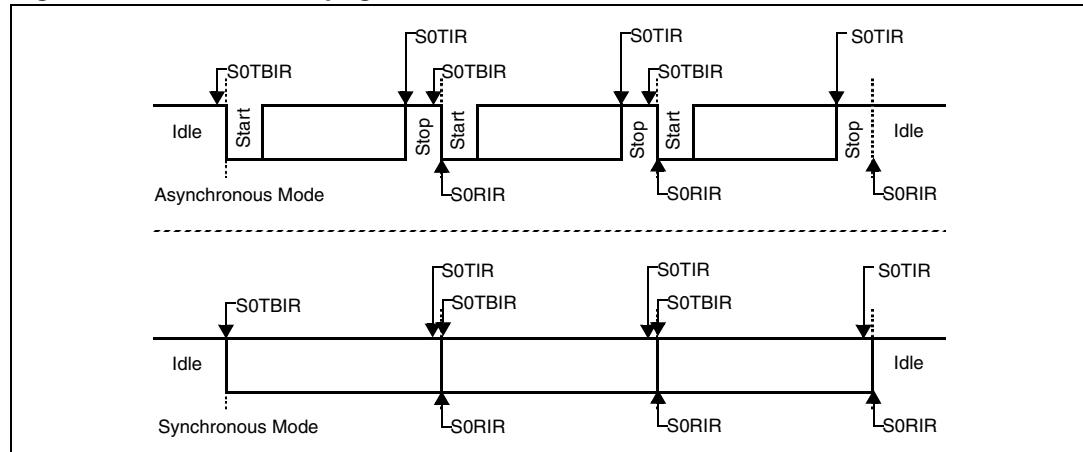 S0TIR S0TIR S0TIR
S0TBIR S0TBIR S0TBIR
Idle Start Stop Start Stop Start Stop Idle
Asynchronous Mode S0RIR S0RIR S0RIR
S0TIR S0TIR S0TIR
S0TBIR S0TBIR S0TBIR
Idle Idle
Synchronous Mode S0RIR S0RIR S0RIR